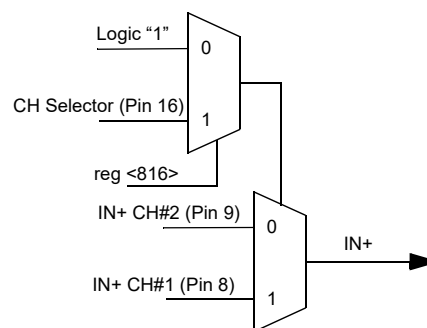 Logic “1”
0
CH Selector (Pin 16)
1
reg <816>
IN+ CH#2 (Pin 9)
0
IN+
IN+ CH#1 (Pin 8)
1